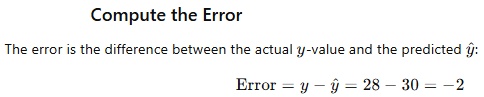 Compute the Error
The error is the difference between the actual y-value and the predicted ŷ:
Error = y − ŷ = 28 − 30 = −2